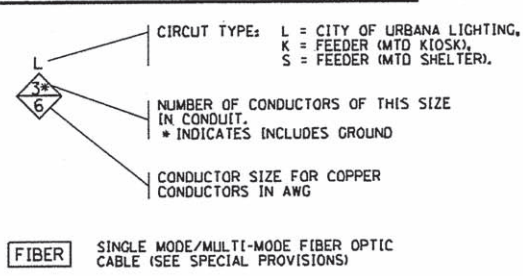 CIRCUT TYPE: L = CITY OF URBANA LIGHTING,
K = FEEDER (MTD KIOSK),
S = FEEDER (MTD SHELTER).
L
3*
6
NUMBER OF CONDUCTORS OF THIS SIZE
IN CONDUIT.
* INDICATES INCLUDES GROUND
CONDUCTOR SIZE FOR COPPER
CONDUCTORS IN AWG
FIBER SINGLE MODE/MULTI-MODE FIBER OPTIC
CABLE (SEE SPECIAL PROVISIONS)